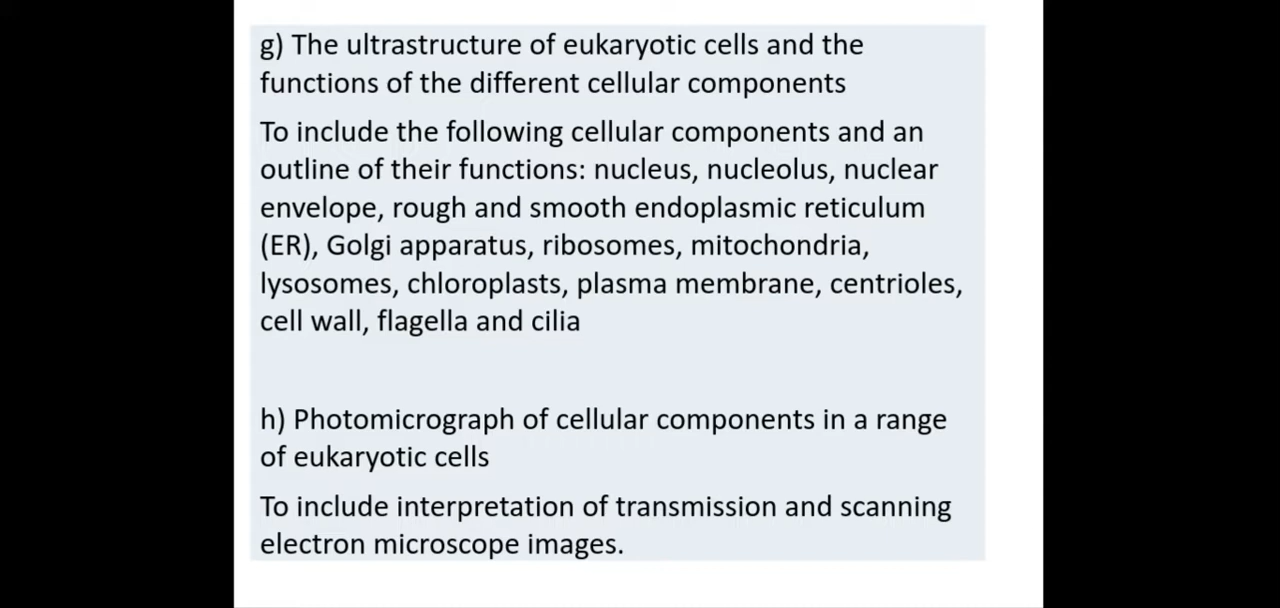 g) The ultrastructure of eukaryotic cells and the
functions of the different cellular components
To include the following cellular components and an
outline of their functions: nucleus, nucleolus, nuclear
envelope, rough and smooth endoplasmic reticulum
(ER), Golgi apparatus, ribosomes, mitochondria,
lysosomes, chloroplasts, plasma membrane, centrioles,
cell wall, flagella and cilia
h) Photomicrograph of cellular components in a range
of eukaryotic cells
To include interpretation of transmission and scanning
electron microscope images.